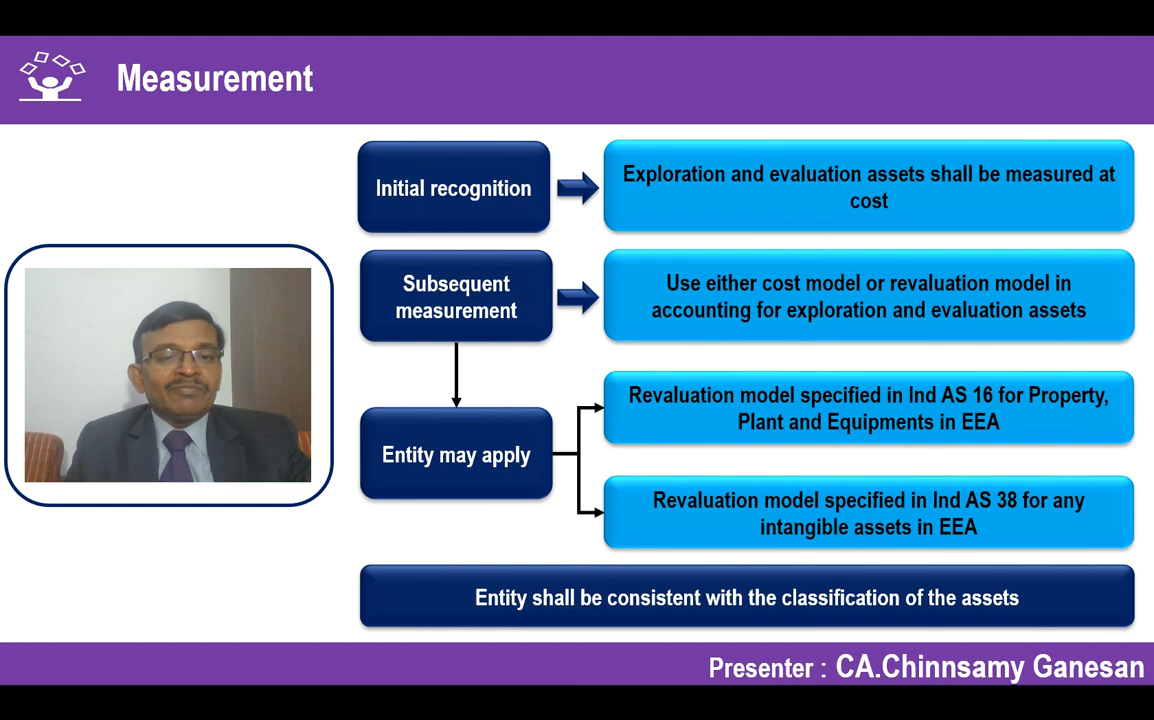 Measurement
Initial recognition
Exploration and evaluation assets shall be measured at
cost
Subsequent
measurement
Use either cost model or revaluation model in
accounting for exploration and evaluation assets
Entity may apply
Revaluation model specified in Ind AS 16 for Property,
Plant and Equipments in EEA
Revaluation model specified in Ind AS 38 for any
intangible assets in EEA
Entity shall be consistent with the classification of the assets
Presenter : CA.Chinnsamy Ganesan